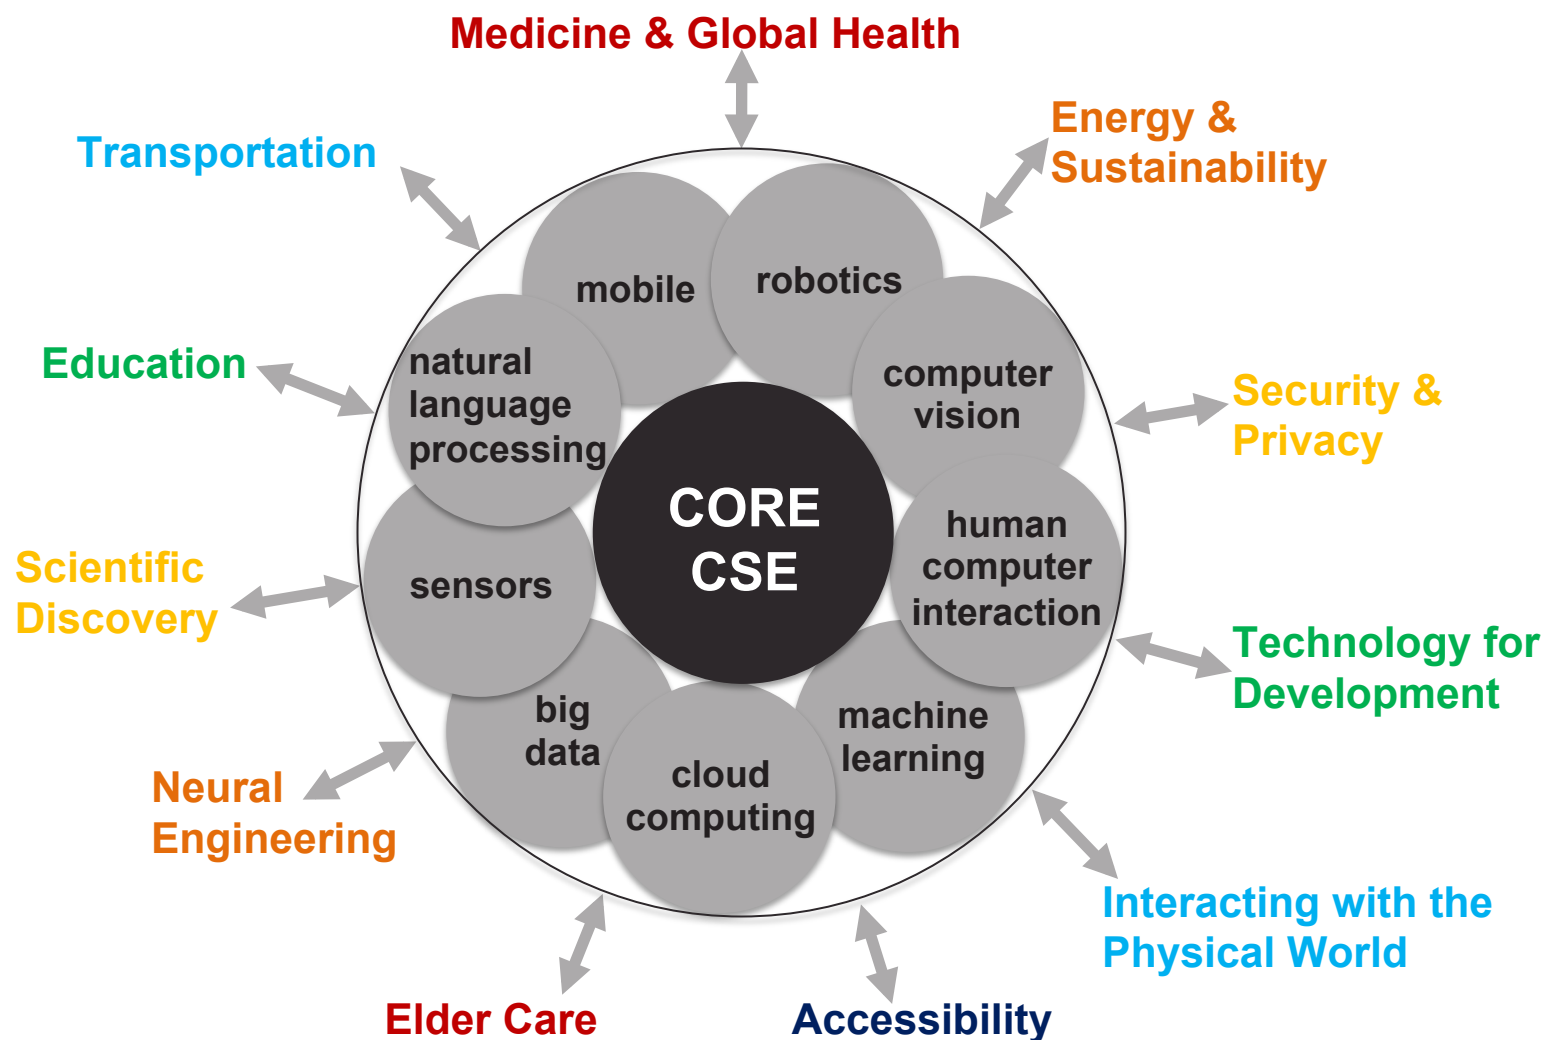 Medicine & Global Health
Energy &
Sustainability
Transportation
mobile
robotics
Education
natural
language
processing
computer
vision
Security &
Privacy
CORE
CSE
human
computer
interaction
Scientific
Discovery
sensors
Technology for
Development
big
data
machine
learning
cloud
computing
Neural
Engineering
Interacting with the
Physical World
Elder Care
Accessibility